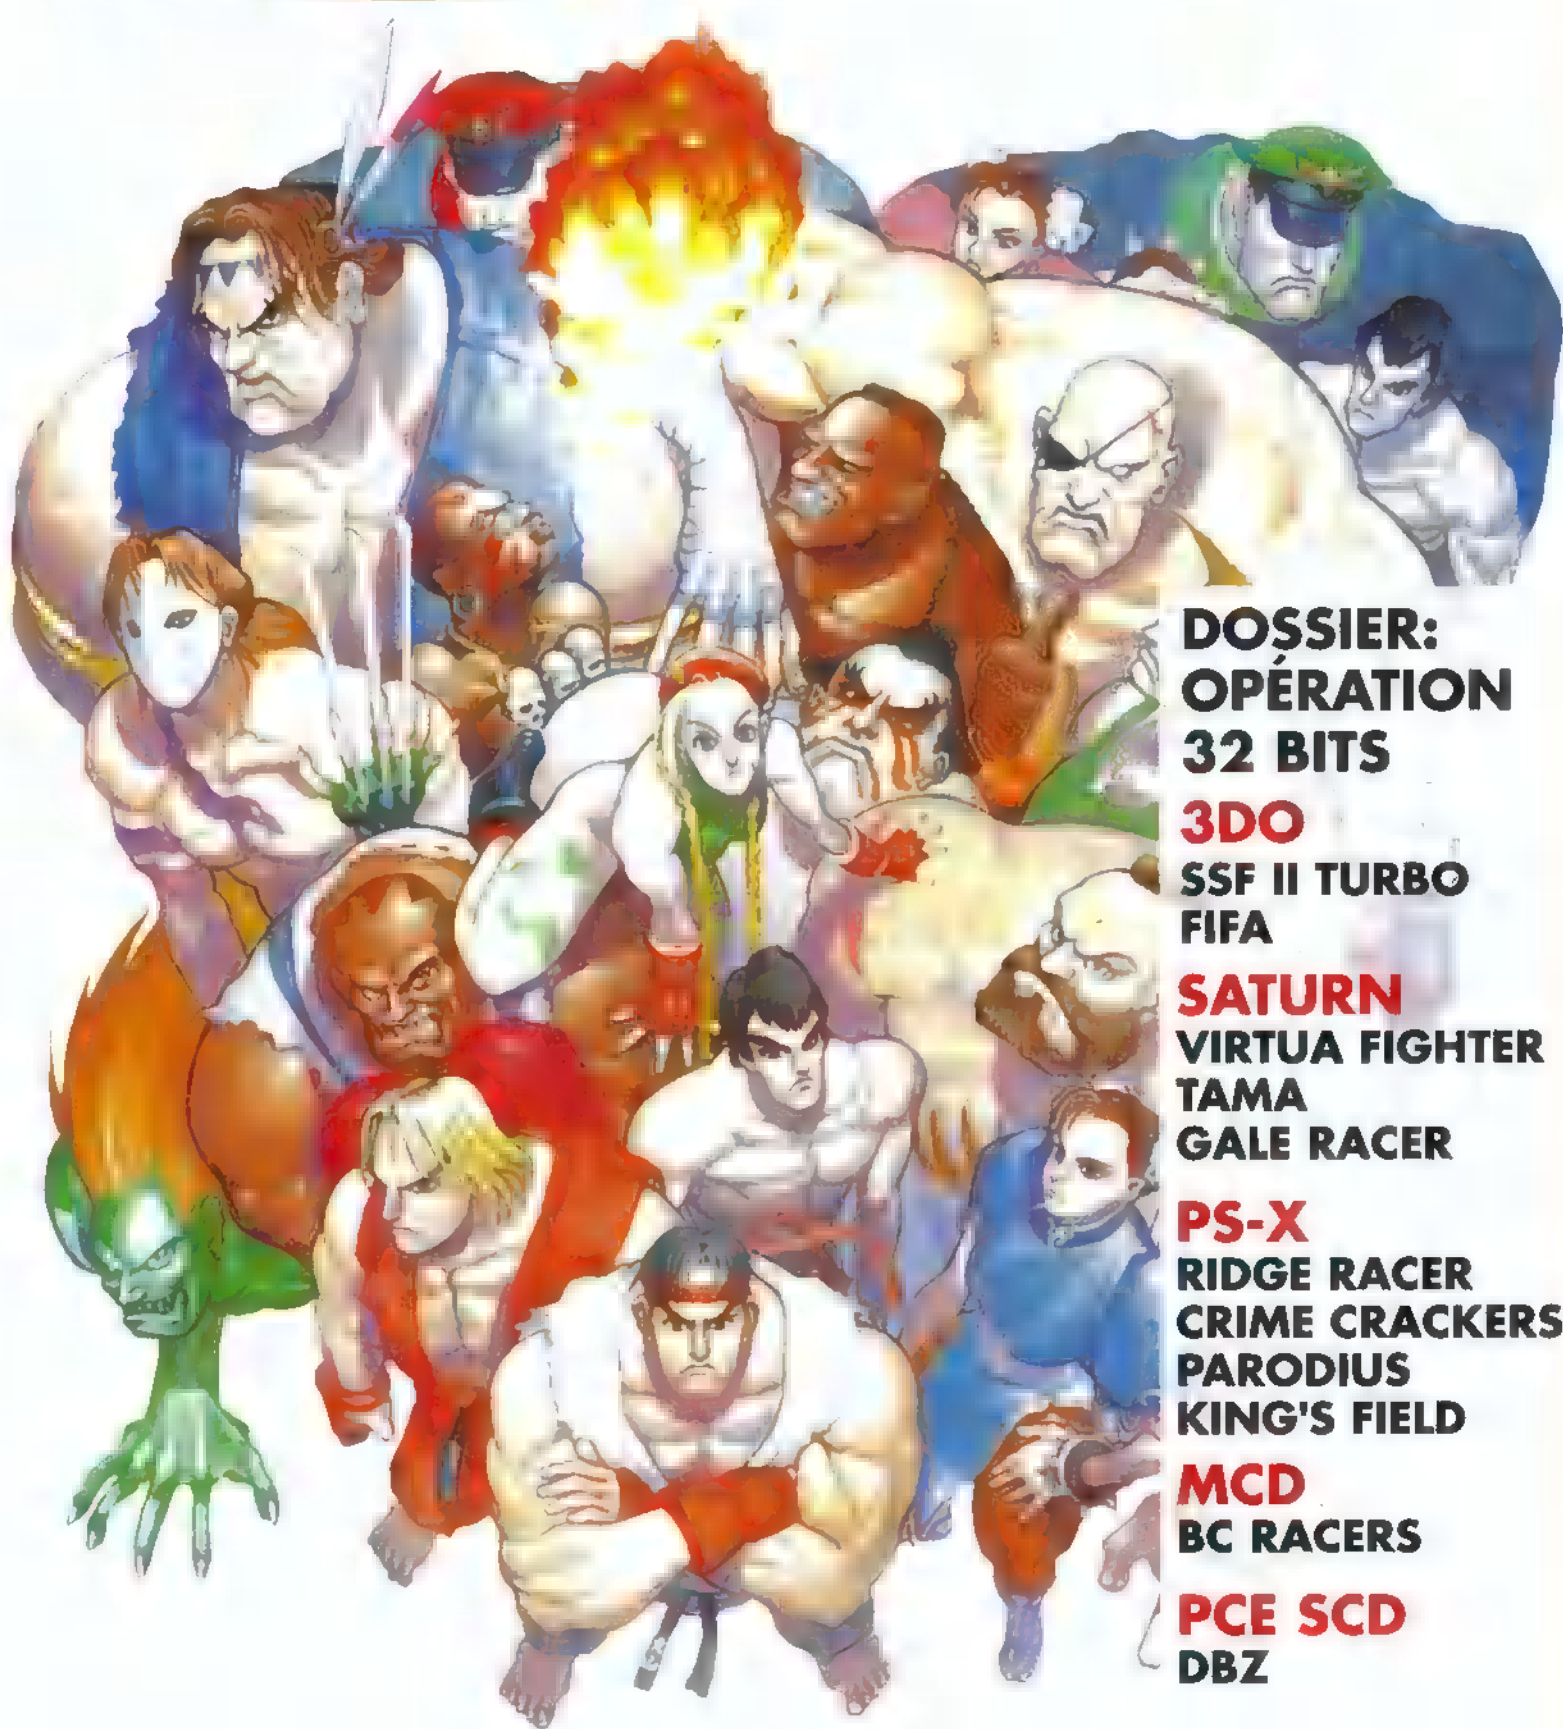 DOSSIER:
OPÉRATION
32 BITS
3DO
SSF II TURBO
FIFA
SATURN
VIRTUA FIGHTER
TAMA
GALE RACER
PS-X
RIDGE RACER
CRIME CRACKERS
PARODIUS
KING'S FIELD
MCD
BC RACERS
PCE SCD
DBZ